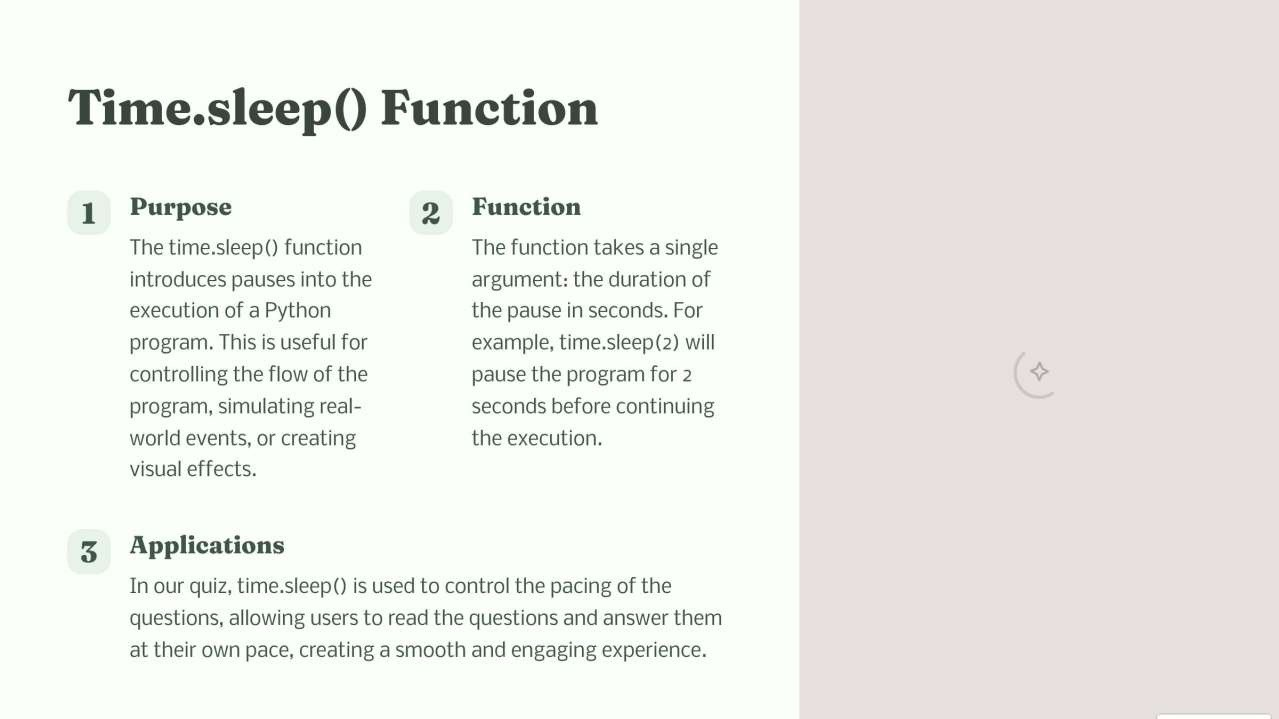 Time.sleep() Function
1
Purpose
The time.sleep() function
introduces pauses into the
execution of a Python
program. This is useful for
controlling the flow of the
program, simulating real-
world events, or creating
visual effects.
2
Function
The function takes a single
argument: the duration of
the pause in seconds. For
example, time.sleep(2) will
pause the program for 2
seconds before continuing
the execution.
3
Applications
In our quiz, time.sleep() is used to control the pacing of the
questions, allowing users to read the questions and answer them
at their own pace, creating a smooth and engaging experience.